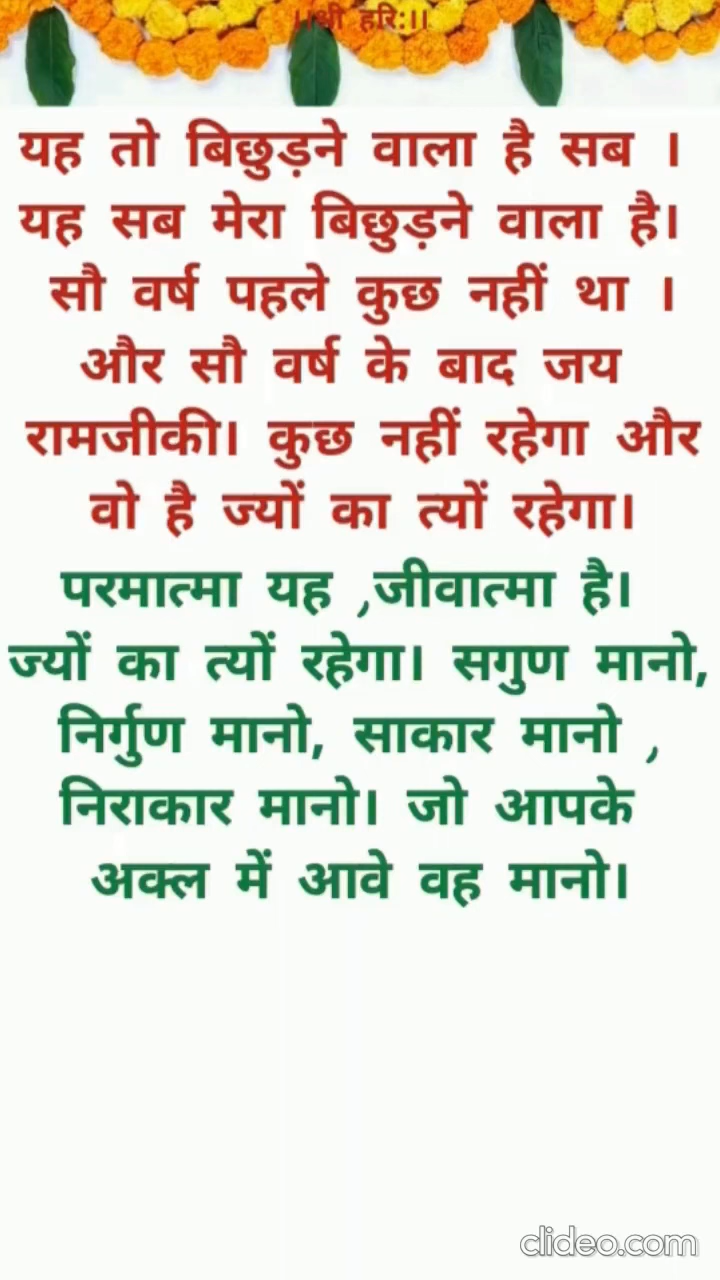 ।।श्री हरि:।।
यह तो बिछुड़ने वाला है सब ।
यह सब मेरा बिछुड़ने वाला है।
सौ वर्ष पहले कुछ नहीं था ।
और सौ वर्ष के बाद जय
रामजीकी। कुछ नहीं रहेगा और
वो है ज्यों का त्यों रहेगा।
परमात्मा यह ,जीवात्मा है।
ज्यों का त्यों रहेगा। सगुण मानो,
निर्गुण मानो, साकार मानो ,
निराकार मानो। जो आपके
अक्ल में आवे वह मानो।
clideo.com